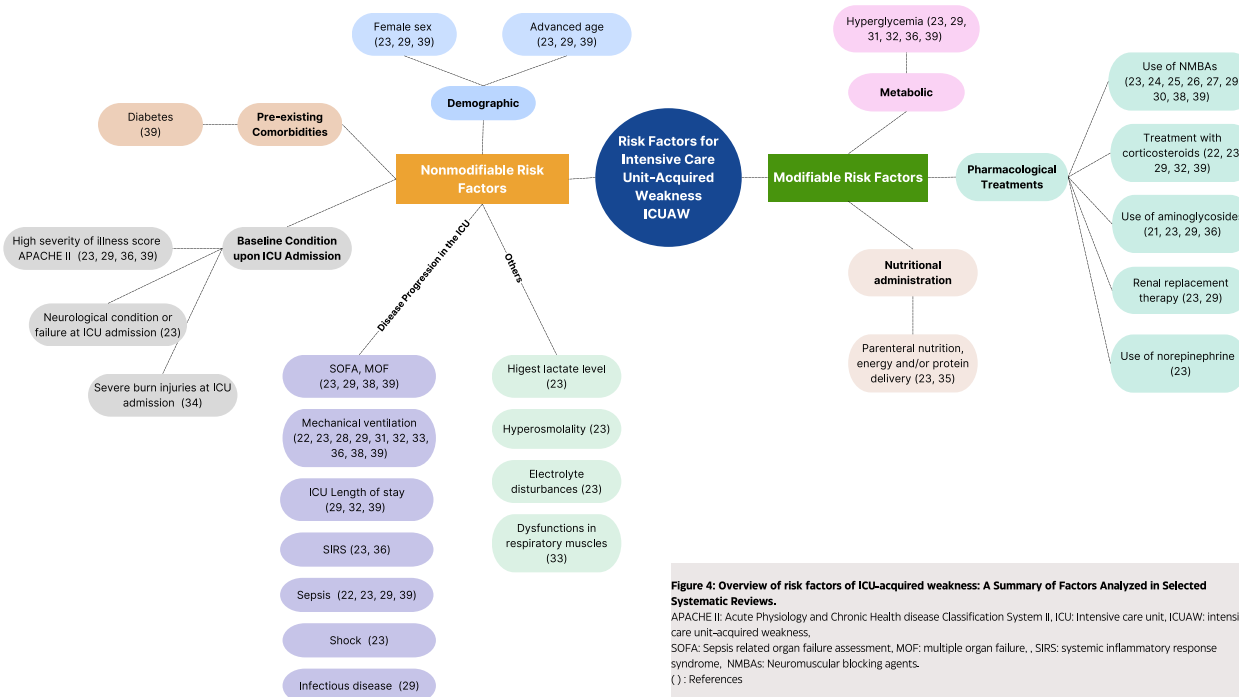 Female sex
(23, 29, 39)
Advanced age
(23, 29, 39)
Demographic
Diabetes
(39)
Pre-existing
Comorbidities
Nonmodifiable Risk
Factors
High severity of illness score
APACHE II (23, 29, 36, 39)
Baseline Condition
upon ICU Admission
Neurological condition or
failure at ICU admission (23)
Severe burn injuries at ICU
admission (34)
Disease Progression in the ICU
SOFA, MOF
(23, 29, 38, 39)
Mechanical ventilation
(22, 23, 28, 29, 31, 32, 33,
36, 38, 39)
ICU Length of stay
(29, 32, 39)
SIRS (23, 36)
Sepsis (22, 23, 29, 39)
Shock (23)
Infectious disease (29)
Others
Higest lactate level
(23)
Hyperosmolality (23)
Electrolyte
disturbances (23)
Dysfunctions in
respiratory muscles
(33)
Risk Factors for
Intensive Care
Unit-Acquired
Weakness
ICUAW
Hyperglycemia (23, 29,
31, 32, 36, 39)
Metabolic
Modifiable Risk Factors
Nutritional
administration
Parenteral nutrition,
energy and/or protein
delivery (23, 35)
Pharmacological
Treatments
Use of NMBAs
(23, 24, 25, 26, 27, 29
30, 38, 39)
Treatment with
corticosteroids (22, 23
29, 32, 39)
Use of aminoglycosides
(21, 23, 29, 36)
Renal replacement
therapy (23, 29)
Use of norepinephrine
(23)
Figure 4: Overview of risk factors of ICU-acquired weakness: A Summary of Factors Analyzed in Selected
Systematic Reviews.
APACHE II: Acute Physiology and Chronic Health disease Classification System II, ICU: Intensive care unit, ICUAW: intensi
care unit-acquired weakness,
SOFA: Sepsis related organ failure assessment, MOF: multiple organ failure, , SIRS: systemic inflammatory response
syndrome, NMBAs: Neuromuscular blocking agents.
( ) : References